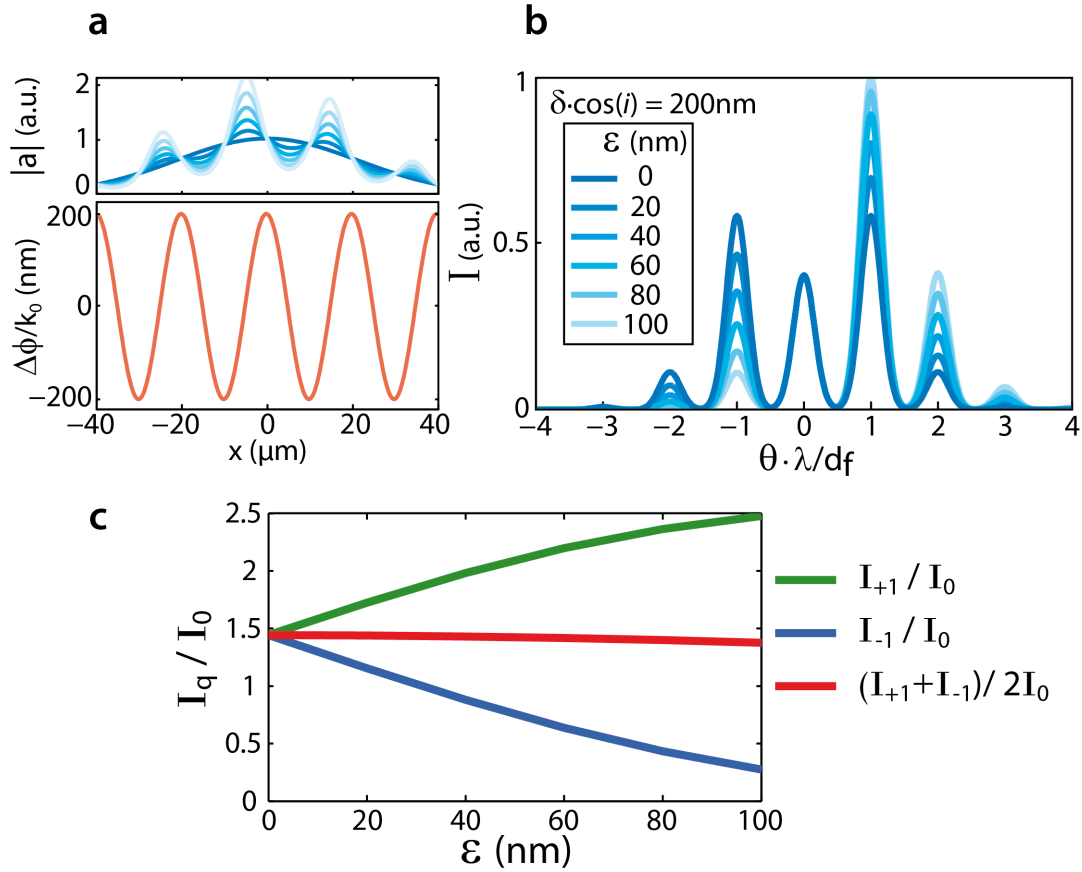 a
|a| (a.u.)
2
1
0
Δϕ/k₀ (nm)
200
0
−200
−40 −20 0 20 40
x (μm)
b
I (a.u.)
1
0.5
0
δ·cos(i) = 200nm
ε (nm)
0
20
40
60
80
100
−4 −3 −2 −1 0 1 2 3 4
θ·λ/df
c
I_q / I₀
2.5
2
1.5
1
0.5
0
0 20 40 60 80 100
ε (nm)
I₊₁ / I₀
I₋₁ / I₀
(I₊₁+I₋₁)/ 2I₀